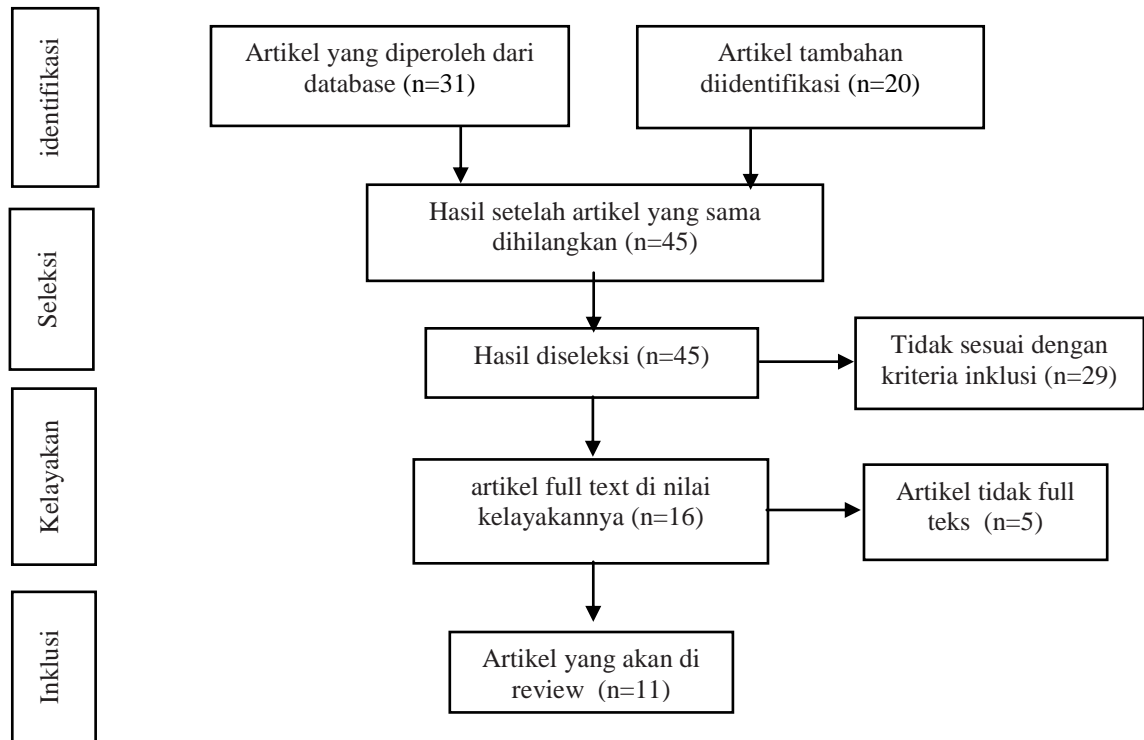 identifikasi
Artikel yang diperoleh dari
database (n=31)
Artikel tambahan
diidentifikasi (n=20)
Seleksi
Hasil setelah artikel yang sama
dihilangkan (n=45)
Hasil diseleksi (n=45)
Tidak sesuai dengan
kriteria inklusi (n=29)
Kelayakan
artikel full text di nilai
kelayakannya (n=16)
Artikel tidak full
teks (n=5)
Inklusi
Artikel yang akan di
review (n=11)